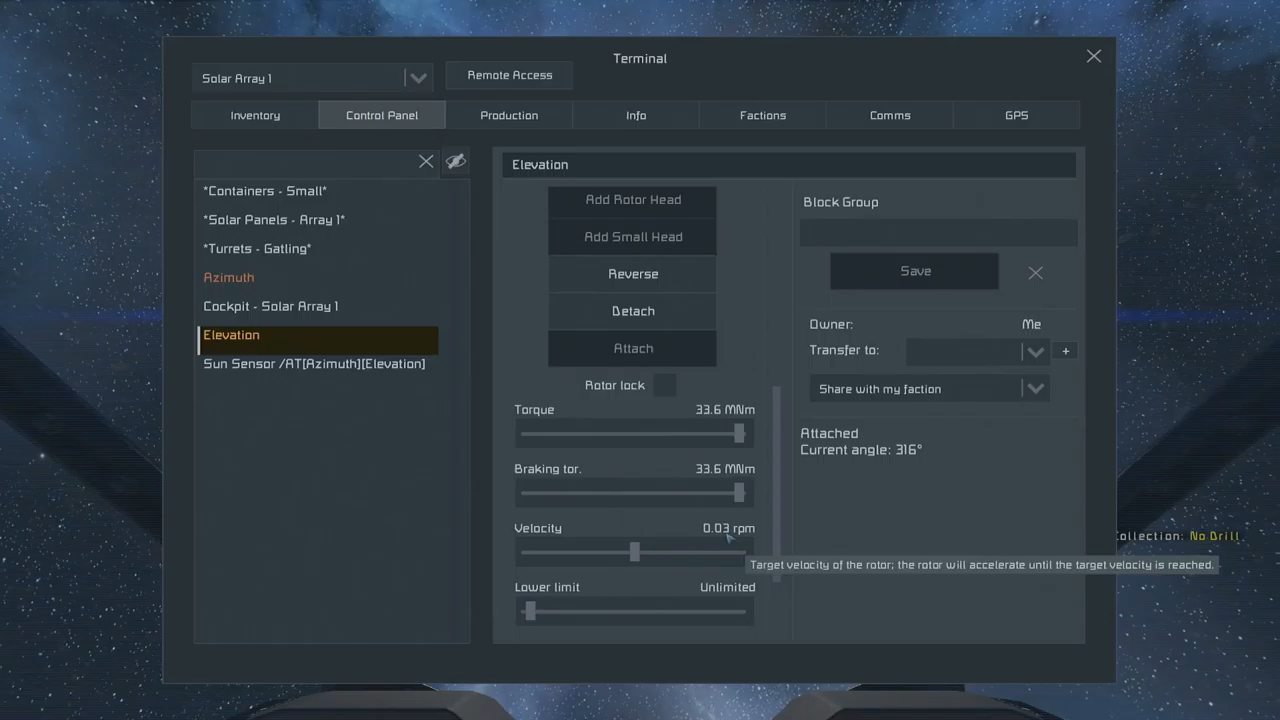 Terminal
Solar Array 1
Remote Access
Inventory
Control Panel
Production
Info
Factions
Comms
GPS
*Containers - Small*
*Solar Panels - Array 1*
*Turrets - Gatling*
Azimuth
Cockpit - Solar Array 1
Elevation
Sun Sensor /AT[Azimuth][Elevation]
Elevation
Add Rotor Head
Add Small Head
Reverse
Detach
Attach
Rotor lock
Torque 33.6 MNm
Braking tor. 33.6 MNm
Velocity 0.03 rpm
Lower limit Unlimited
Block Group
Save
Owner: Me
Transfer to:
+
Share with my faction
Attached
Current angle: 316°
ollection: No Drill
Target velocity of the rotor; the rotor will accelerate until the target velocity is reached.